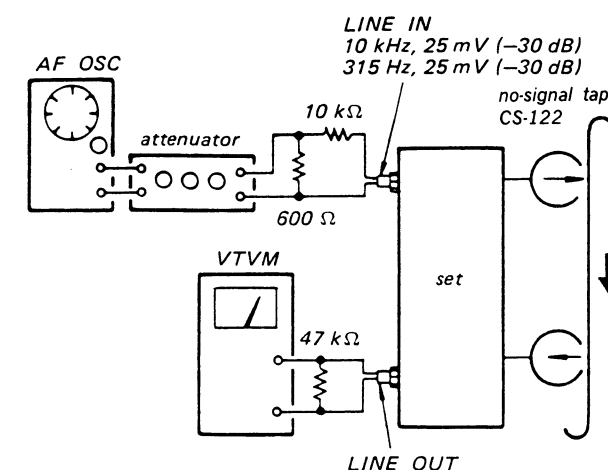 LINE IN
10 kHz, 25 mV (−30 dB)
315 Hz, 25 mV (−30 dB)
AF OSC
no-signal tap
CS-122
10 kΩ
attenuator
600 Ω
VTVM
set
47 kΩ
LINE OUT